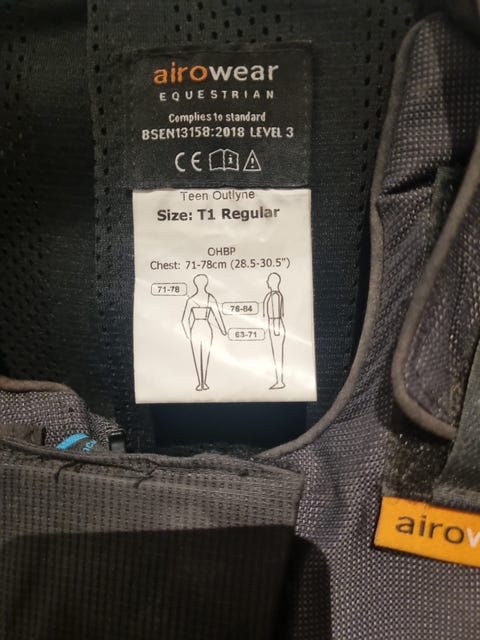 airowear
EQUESTRIAN
Complies to standard
BSEN13158:2018 LEVEL 3
CE
Teen Outlyne
Size: T1 Regular
OHBP
Chest: 71-78cm (28.5-30.5")
71-78
76-84
63-71
airow